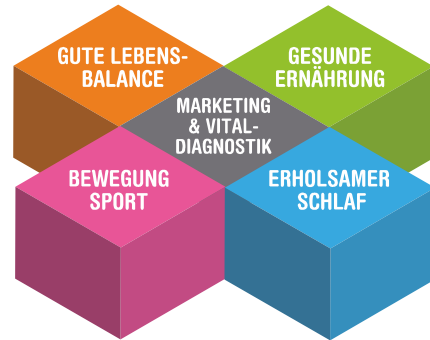 GUTE LEBENS-
BALANCE
GESUNDE
ERNÄHRUNG
MARKETING
& VITAL-
DIAGNOSTIK
BEWEGUNG
SPORT
ERHOLSAMER
SCHLAF